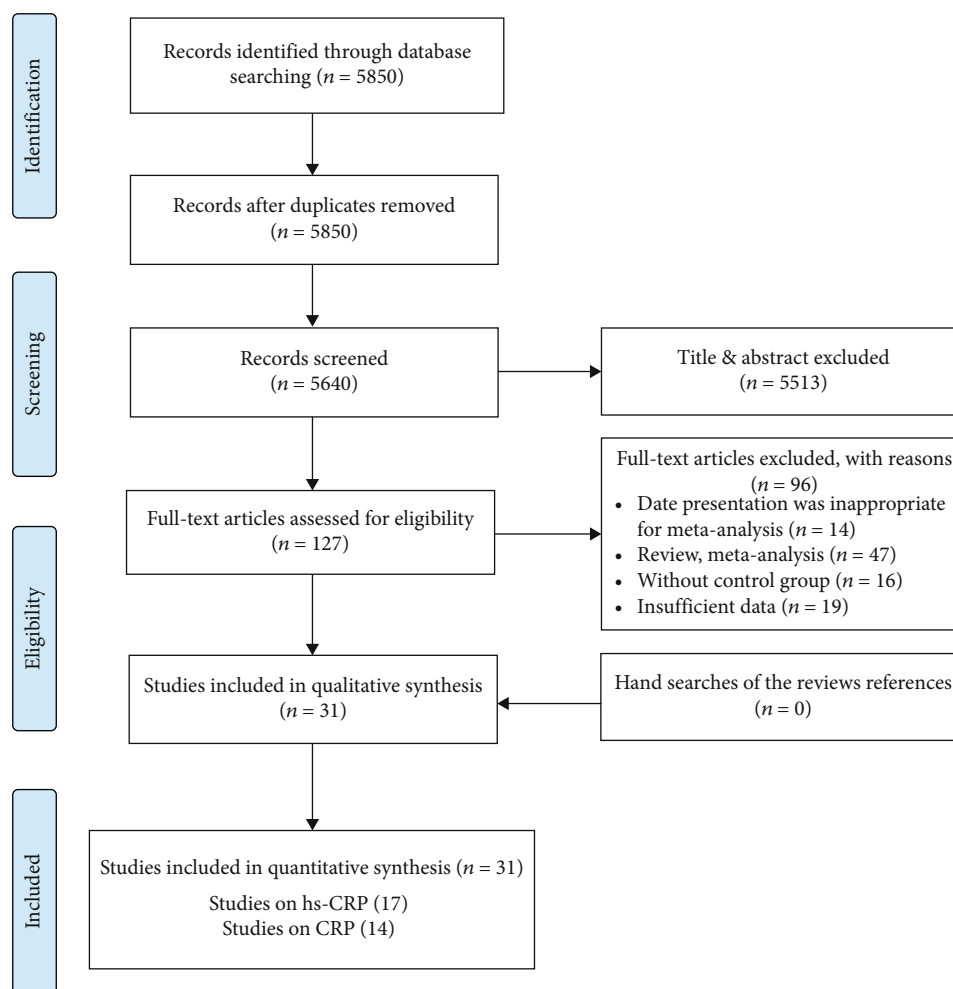 Identification
Records identified through database
searching (n = 5850)
Records after duplicates removed
(n = 5850)
Screening
Records screened
(n = 5640)
Title & abstract excluded
(n = 5513)
Eligibility
Full-text articles assessed for eligibility
(n = 127)
Full-text articles excluded, with reasons
(n = 96)
• Date presentation was inappropriate
for meta-analysis (n = 14)
• Review, meta-analysis (n = 47)
• Without control group (n = 16)
• Insufficient data (n = 19)
Studies included in qualitative synthesis
(n = 31)
Hand searches of the reviews references
(n = 0)
Included
Studies included in quantitative synthesis (n = 31)
Studies on hs-CRP (17)
Studies on CRP (14)